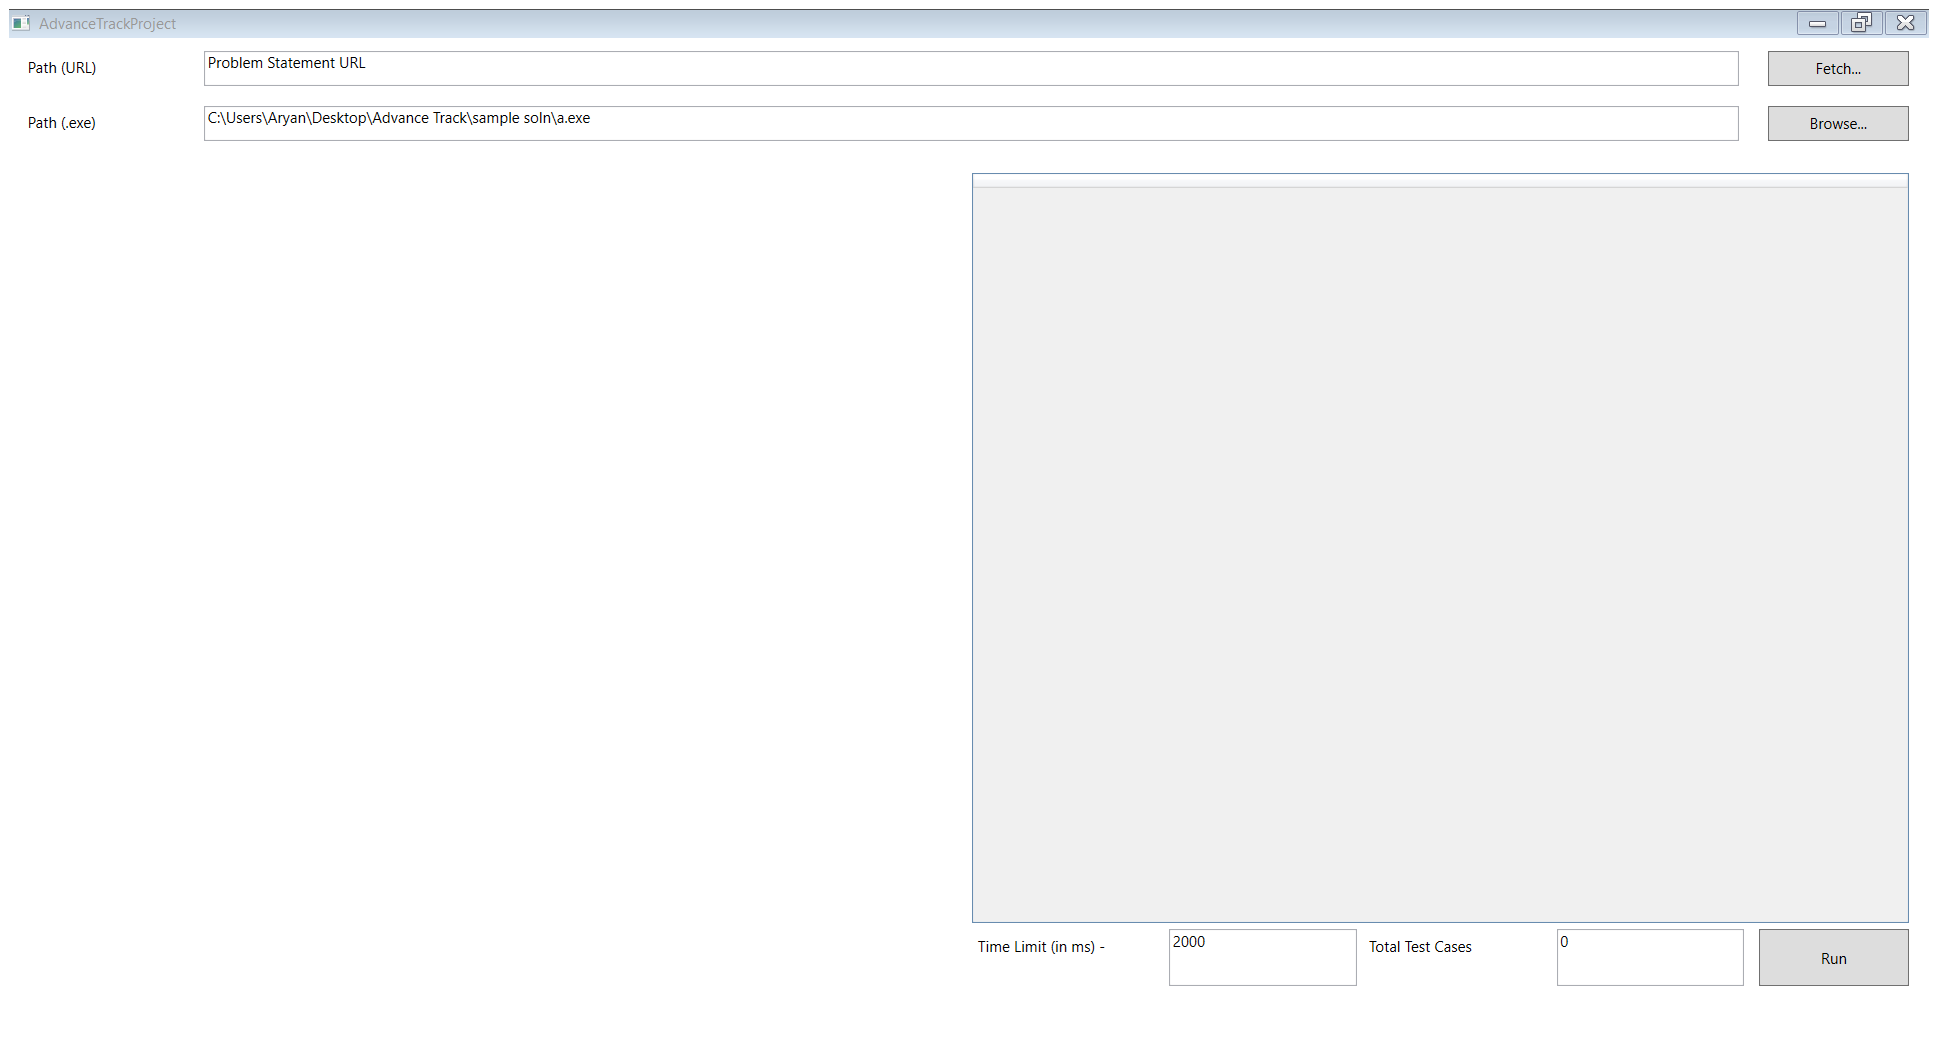 AdvanceTrackProject
Path (URL)
Problem Statement URL
Fetch...
Path (.exe)
C:\Users\Aryan\Desktop\Advance Track\sample soln\a.exe
Browse...
Time Limit (in ms) -
2000
Total Test Cases
0
Run